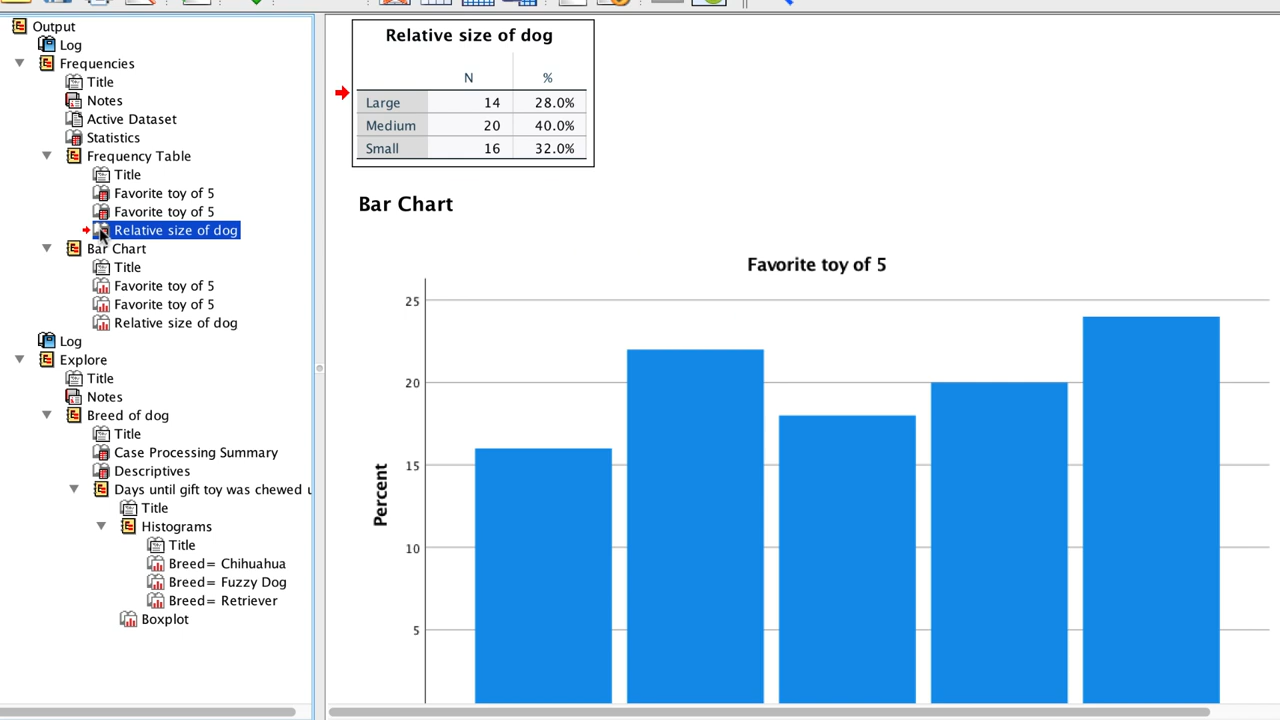 Output
Log
Frequencies
Title
Notes
Active Dataset
Statistics
Frequency Table
Title
Favorite toy of 5
Favorite toy of 5
Relative size of dog
Bar Chart
Title
Favorite toy of 5
Favorite toy of 5
Relative size of dog
Log
Explore
Title
Notes
Breed of dog
Title
Case Processing Summary
Descriptives
Days until gift toy was chewed
Title
Histograms
Title
Breed= Chihuahua
Breed= Fuzzy Dog
Breed= Retriever
Boxplot
Relative size of dog
N %
Large 14 28.0%
Medium 20 40.0%
Small 16 32.0%
Bar Chart
Favorite toy of 5
25
20
15
10
5
Percent